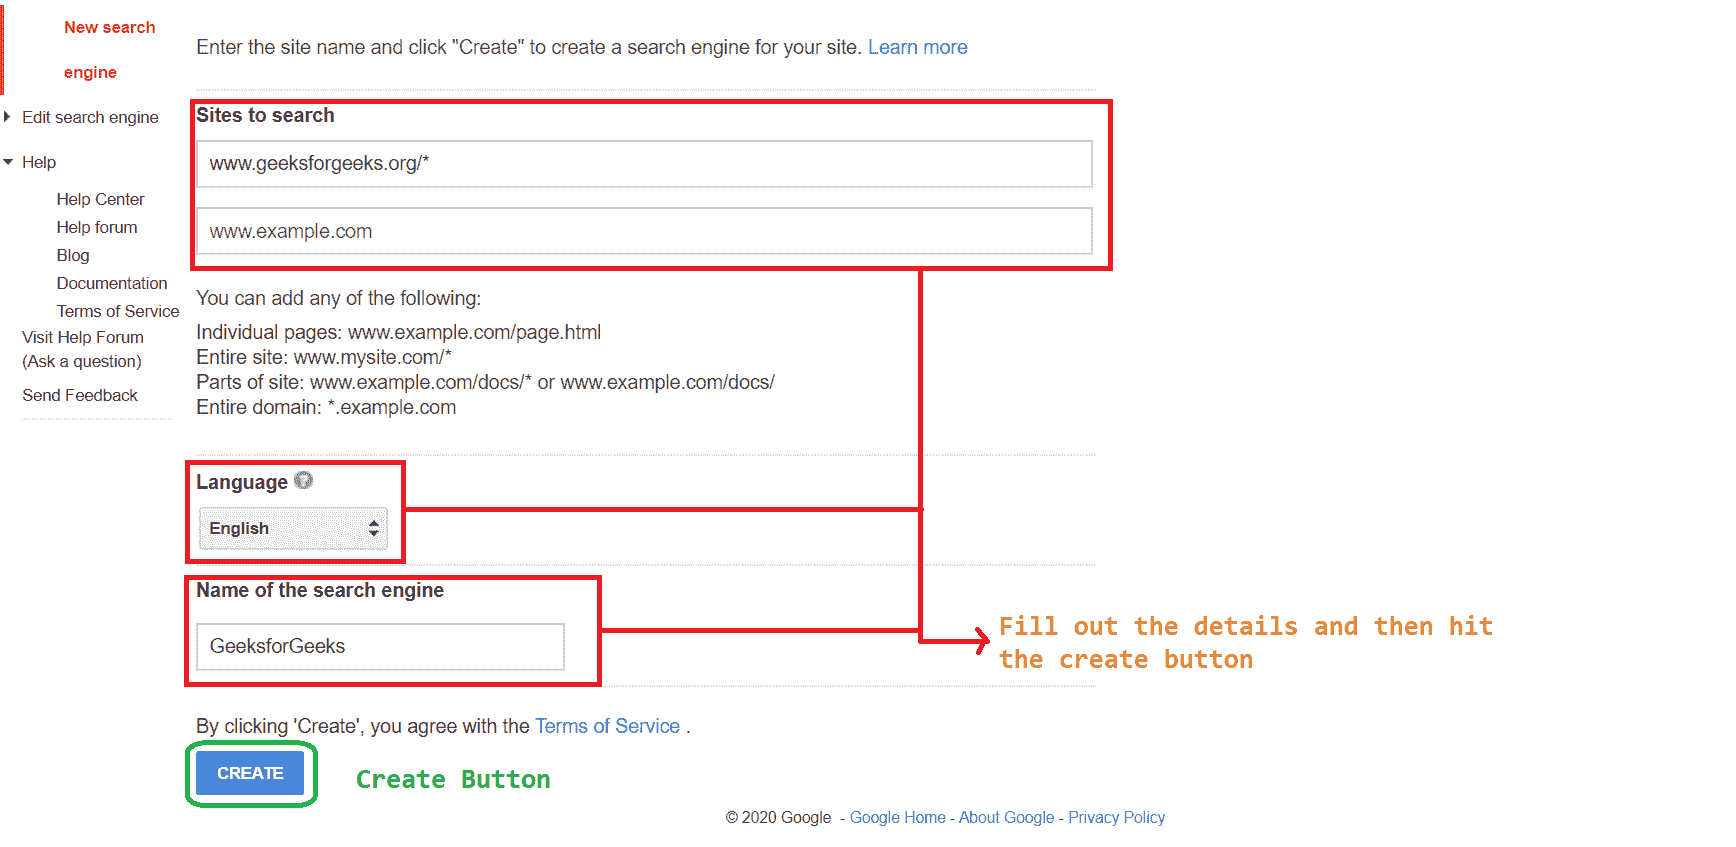 New search
engine
Edit search engine
Help
Help Center
Help forum
Blog
Documentation
Terms of Service
Visit Help Forum
(Ask a question)
Send Feedback
Enter the site name and click "Create" to create a search engine for your site. Learn more
Sites to search
www.geeksforgeeks.org/*
www.example.com
You can add any of the following:
Individual pages: www.example.com/page.html
Entire site: www.mysite.com/*
Parts of site: www.example.com/docs/* or www.example.com/docs/
Entire domain: *.example.com
Language
English
Name of the search engine
GeeksforGeeks
Fill out the details and then hit
the create button
By clicking 'Create', you agree with the Terms of Service .
CREATE
Create Button
© 2020 Google - Google Home - About Google - Privacy Policy